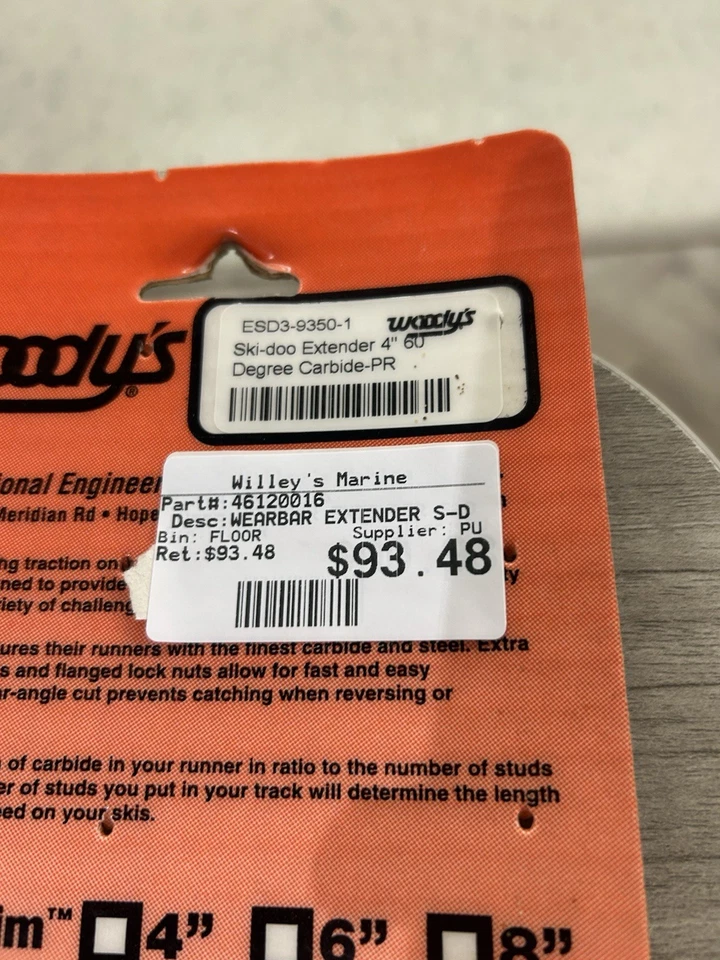 ESD3-9350-1 woody's
Ski-doo Extender 4" 60
Degree Carbide-PR
oody's®
Willey's Marine
Part#:46120016
Desc:WEARBAR EXTENDER S-D
Bin: FLOOR Supplier: PU
Ret:$93.48 $93.48
ional Engineer
Meridian Rd • Hope
ng traction on
ned to provide
riety of challeng
ures their runners with the finest carbide and steel. Extra
s and flanged lock nuts allow for fast and easy
ar-angle cut prevents catching when reversing or
of carbide in your runner in ratio to the number of studs
er of studs you put in your track will determine the length
eed on your skis.
im™ 4” 6” 8”